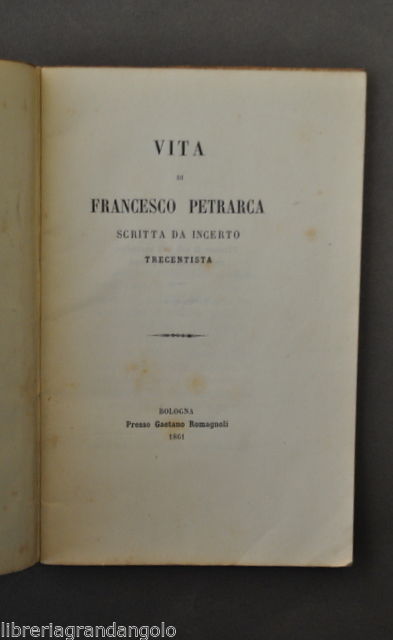 VITA
DI
FRANCESCO PETRARCA
SCRITTA DA INCERTO
TRECENTISTA
BOLOGNA
Presso Gaetano Romagnoli
1861
libreriagrandangolo